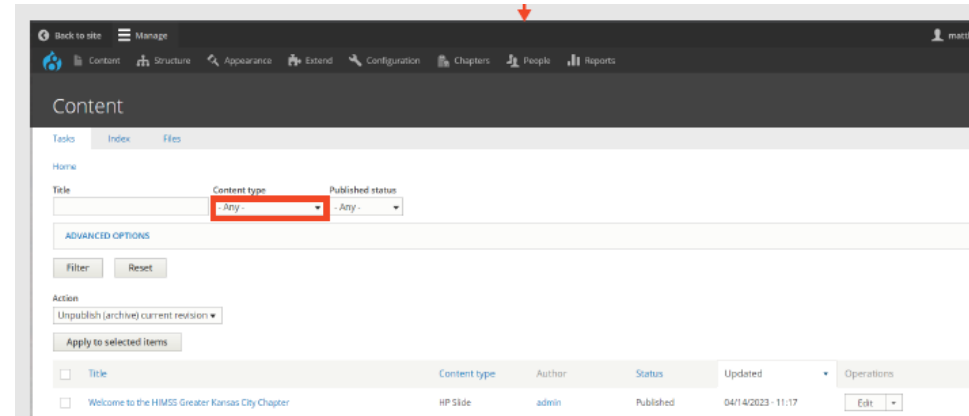 Back to site Manage matt
Content Structure Appearance Extend Configuration Chapters People Reports
Content
Tasks Index Files
Home
Title Content type Published status
- Any - - Any -
ADVANCED OPTIONS
Filter Reset
Action
Unpublish (archive) current revision
Apply to selected items
Title Content type Author Status Updated Operations
Welcome to the HIMSS Greater Kansas City Chapter HP Slide admin Published 04/14/2023 - 11:17 Edit